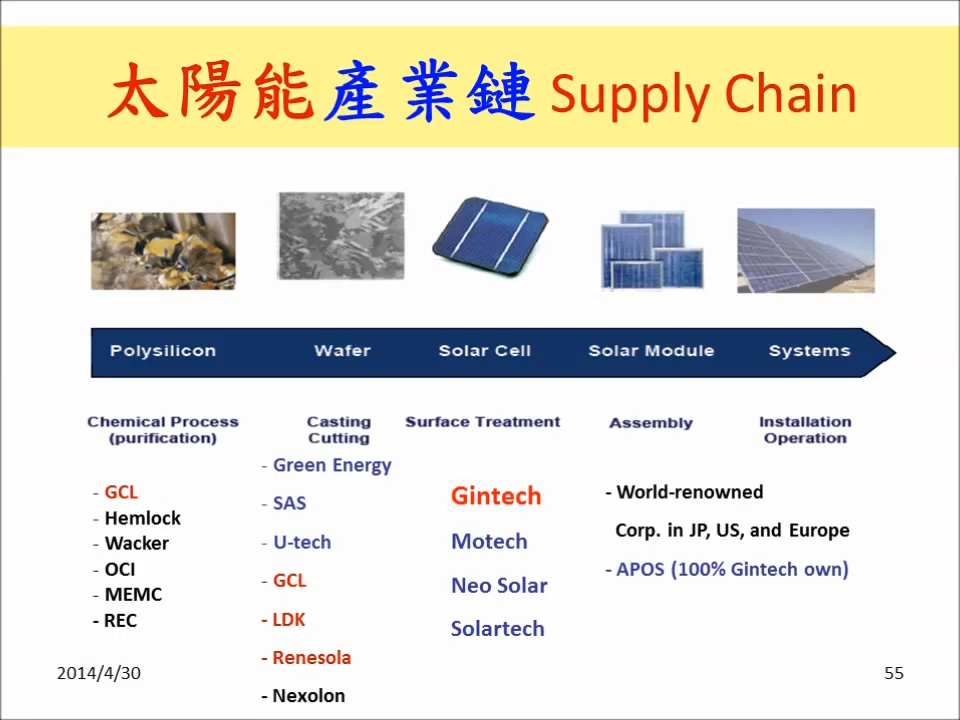 太陽能產業鏈 Supply Chain
Polysilicon
Wafer
Solar Cell
Solar Module
Systems
Chemical Process
(purification)
Casting
Cutting
Surface Treatment
Assembly
Installation
Operation
- GCL
- Hemlock
- Wacker
- OCI
- MEMC
- REC
- Green Energy
- SAS
- U-tech
- GCL
- LDK
- Renesola
- Nexolon
Gintech
Motech
Neo Solar
Solartech
- World-renowned
Corp. in JP, US, and Europe
- APOS (100% Gintech own)
2014/4/30
55